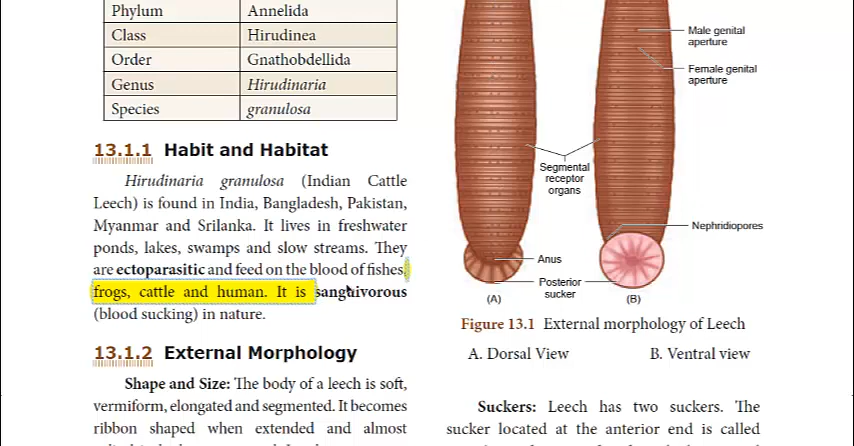 Phylum Annelida
Class Hirudinea
Order Gnathobdellida
Genus Hirudinaria
Species granulosa
13.1.1 Habit and Habitat
Hirudinaria granulosa (Indian Cattle
Leech) is found in India, Bangladesh, Pakistan,
Myanmar and Srilanka. It lives in freshwater
ponds, lakes, swamps and slow streams. They
are ectoparasitic and feed on the blood of fishes,
frogs, cattle and human. It is sanguivorous
(blood sucking) in nature.
13.1.2 External Morphology
Shape and Size: The body of a leech is soft,
vermiform, elongated and segmented. It becomes
ribbon shaped when extended and almost
Male genital
aperture
Female genital
aperture
Segmental
receptor
organs
Nephridiopores
Anus
Posterior
sucker
(A) (B)
Figure 13.1 External morphology of Leech
A. Dorsal View B. Ventral view
Suckers: Leech has two suckers. The
sucker located at the anterior end is called